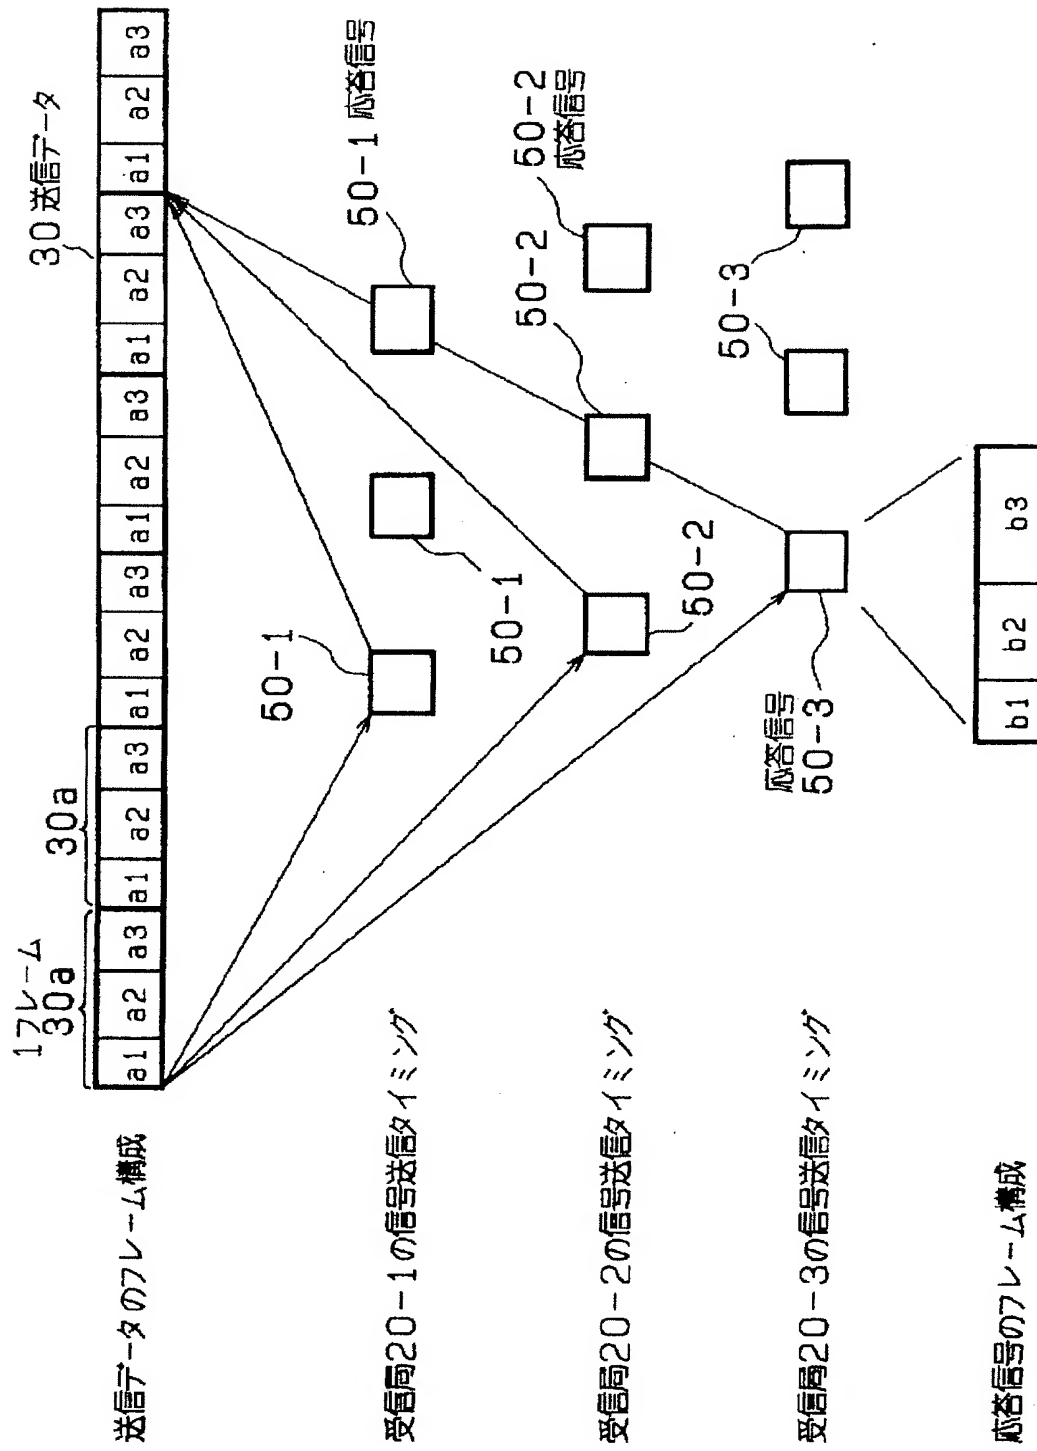 送信データのフレーム構成
1フレーム
30a
30a
30 送信データ
a1 a2 a3 a1 a2 a3 a1 a2 a3 a1 a2 a3 a1 a2 a3 a1 a2 a3
受信局20-1の信号送信タイミング
50-1
50-1
50-1 応答信号
受信局20-2の信号送信タイミング
50-2
50-2
50-2
応答信号
受信局20-3の信号送信タイミング
応答信号
50-3
50-3
応答信号のフレーム構成
b1 b2 b3